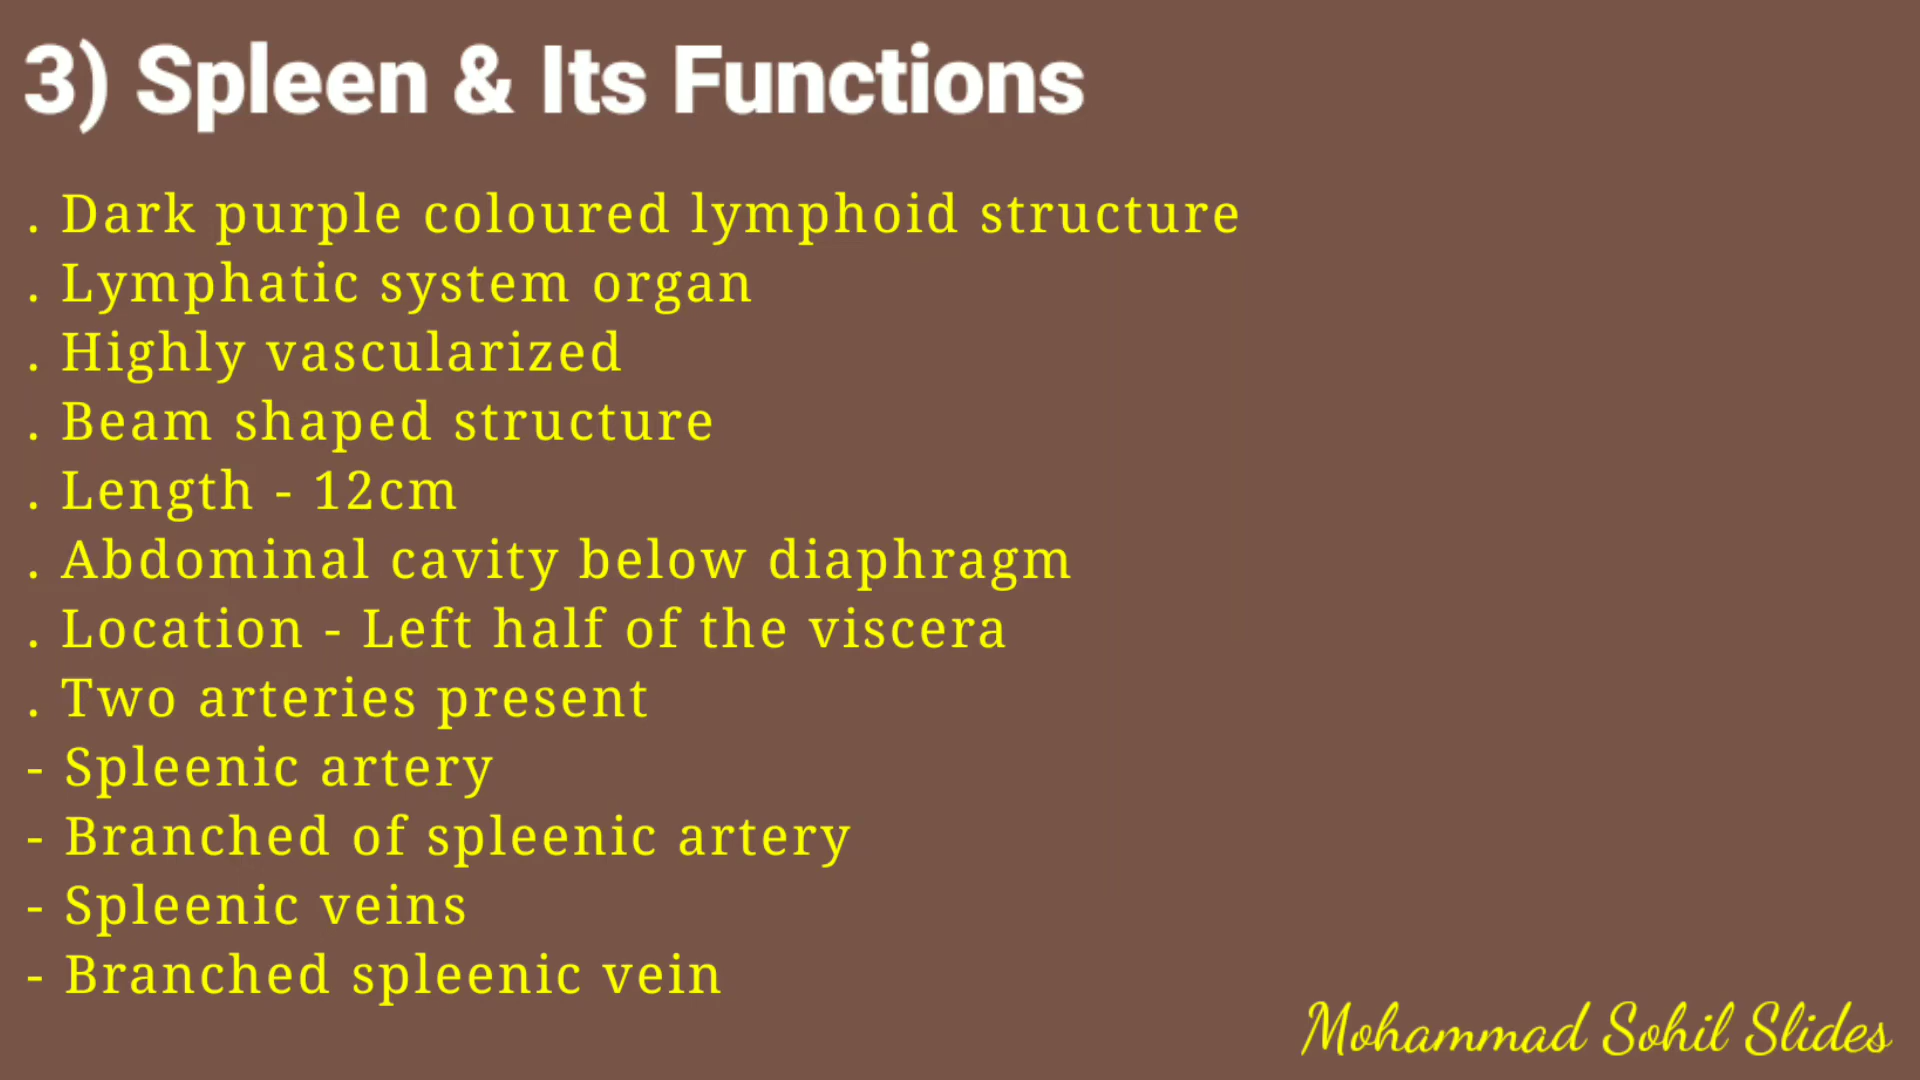 3) Spleen & Its Functions
. Dark purple coloured lymphoid structure
. Lymphatic system organ
. Highly vascularized
. Beam shaped structure
. Length - 12cm
. Abdominal cavity below diaphragm
. Location - Left half of the viscera
. Two arteries present
- Spleenic artery
- Branched of spleenic artery
- Spleenic veins
- Branched spleenic vein
Mohammad Sohil Slides